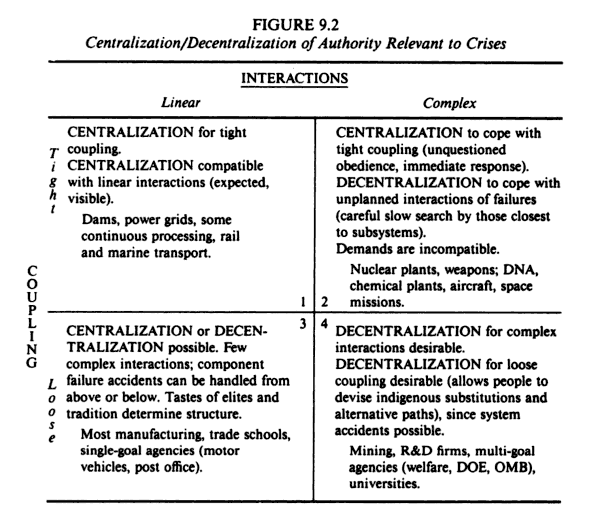 FIGURE 9.2
Centralization/Decentralization of Authority Relevant to Crises
INTERACTIONS
Linear
Complex
COUPLING
Tight
CENTRALIZATION for tight
coupling.
CENTRALIZATION compatible
with linear interactions (expected,
visible).
Dams, power grids, some
continuous processing, rail
and marine transport.
1
2
CENTRALIZATION to cope with
tight coupling (unquestioned
obedience, immediate response).
DECENTRALIZATION to cope with
unplanned interactions of failures
(careful slow search by those closest
to subsystems).
Demands are incompatible.
Nuclear plants, weapons; DNA,
chemical plants, aircraft, space
missions.
Loose
3
CENTRALIZATION or DECEN-
TRALIZATION possible. Few
complex interactions; component
failure accidents can be handled from
above or below. Tastes of elites and
tradition determine structure.
Most manufacturing, trade schools,
single-goal agencies (motor
vehicles, post office).
4
DECENTRALIZATION for complex
interactions desirable.
DECENTRALIZATION for loose
coupling desirable (allows people to
devise indigenous substitutions and
alternative paths), since system
accidents possible.
Mining, R&D firms, multi-goal
agencies (welfare, DOE, OMB),
universities.